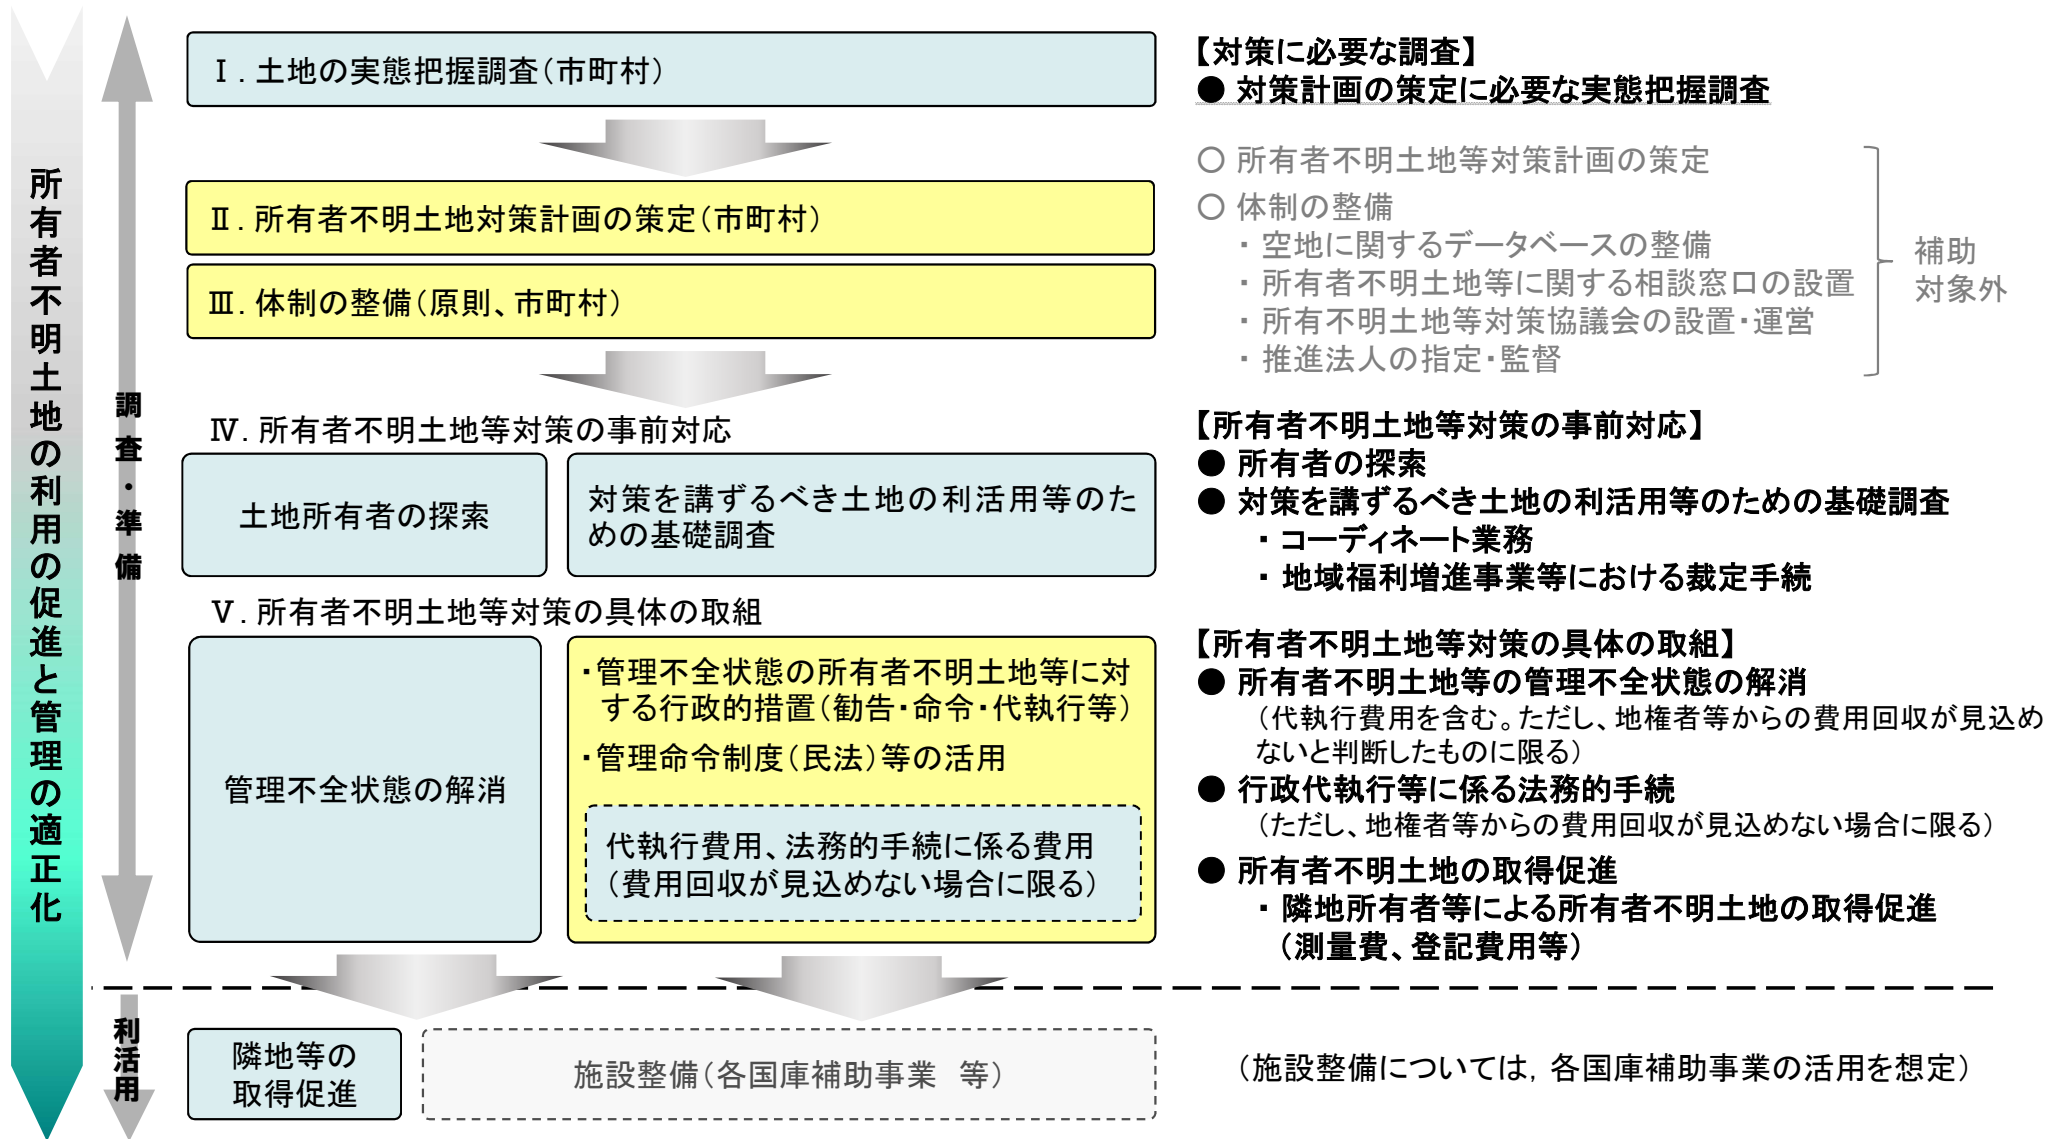 所有者不明土地の利用の促進と管理の適正化
調査・準備
利活用
Ⅰ．土地の実態把握調査（市町村）
Ⅱ．所有者不明土地対策計画の策定（市町村）
Ⅲ．体制の整備（原則、市町村）
Ⅳ．所有者不明土地等対策の事前対応
土地所有者の探索
対策を講ずるべき土地の利活用等のた
めの基礎調査
Ⅴ．所有者不明土地等対策の具体の取組
管理不全状態の解消
・管理不全状態の所有者不明土地等に対
する行政的措置（勧告・命令・代執行等）
・管理命令制度（民法）等の活用
代執行費用、法務的手続に係る費用
（費用回収が見込めない場合に限る）
隣地等の
取得促進
施設整備（各国庫補助事業　等）
【対策に必要な調査】
● 対策計画の策定に必要な実態把握調査
○ 所有者不明土地等対策計画の策定
○ 体制の整備
・ 空地に関するデータベースの整備
・ 所有者不明土地等に関する相談窓口の設置
・ 所有不明土地等対策協議会の設置・運営
・ 推進法人の指定・監督
補助
対象外
【所有者不明土地等対策の事前対応】
● 所有者の探索
● 対策を講ずるべき土地の利活用等のための基礎調査
・ コーディネート業務
・ 地域福利増進事業等における裁定手続
【所有者不明土地等対策の具体の取組】
● 所有者不明土地等の管理不全状態の解消
（代執行費用を含む。ただし、地権者等からの費用回収が見込め
ないと判断したものに限る）
● 行政代執行等に係る法務的手続
（ただし、地権者等からの費用回収が見込めない場合に限る）
● 所有者不明土地の取得促進
・ 隣地所有者等による所有者不明土地の取得促進
（測量費、登記費用等）
（施設整備については，各国庫補助事業の活用を想定）